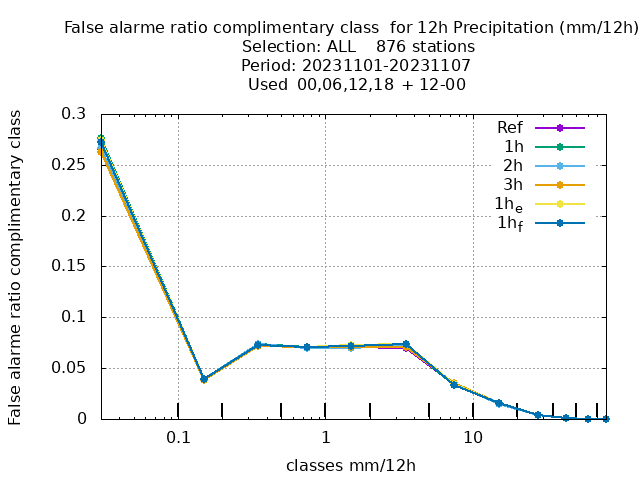 False alarme ratio complimentary class  for 12h Precipitation (mm/12h)
Selection: ALL    876 stations
Period: 20231101-20231107
Used  00,06,12,18  + 12-00
False alarme ratio complimentary class
0.3
0.25
0.2
0.15
0.1
0.05
0
0.1
1
10
classes mm/12h
Ref
1h
2h
3h
1he
1hf